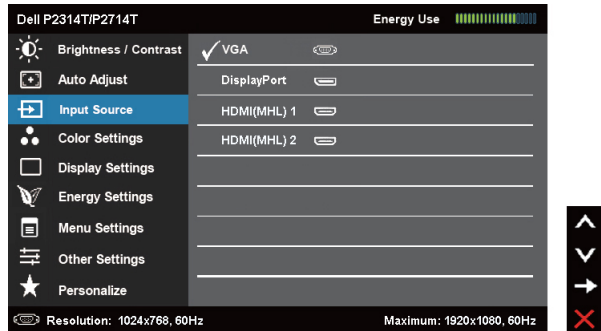 Dell P2314T/P2714T Energy Use
Brightness / Contrast
VGA
Auto Adjust
DisplayPort
Input Source
HDMI(MHL) 1
Color Settings
HDMI(MHL) 2
Display Settings
Energy Settings
Menu Settings
Other Settings
Personalize
Resolution: 1024x768, 60Hz Maximum: 1920x1080, 60Hz